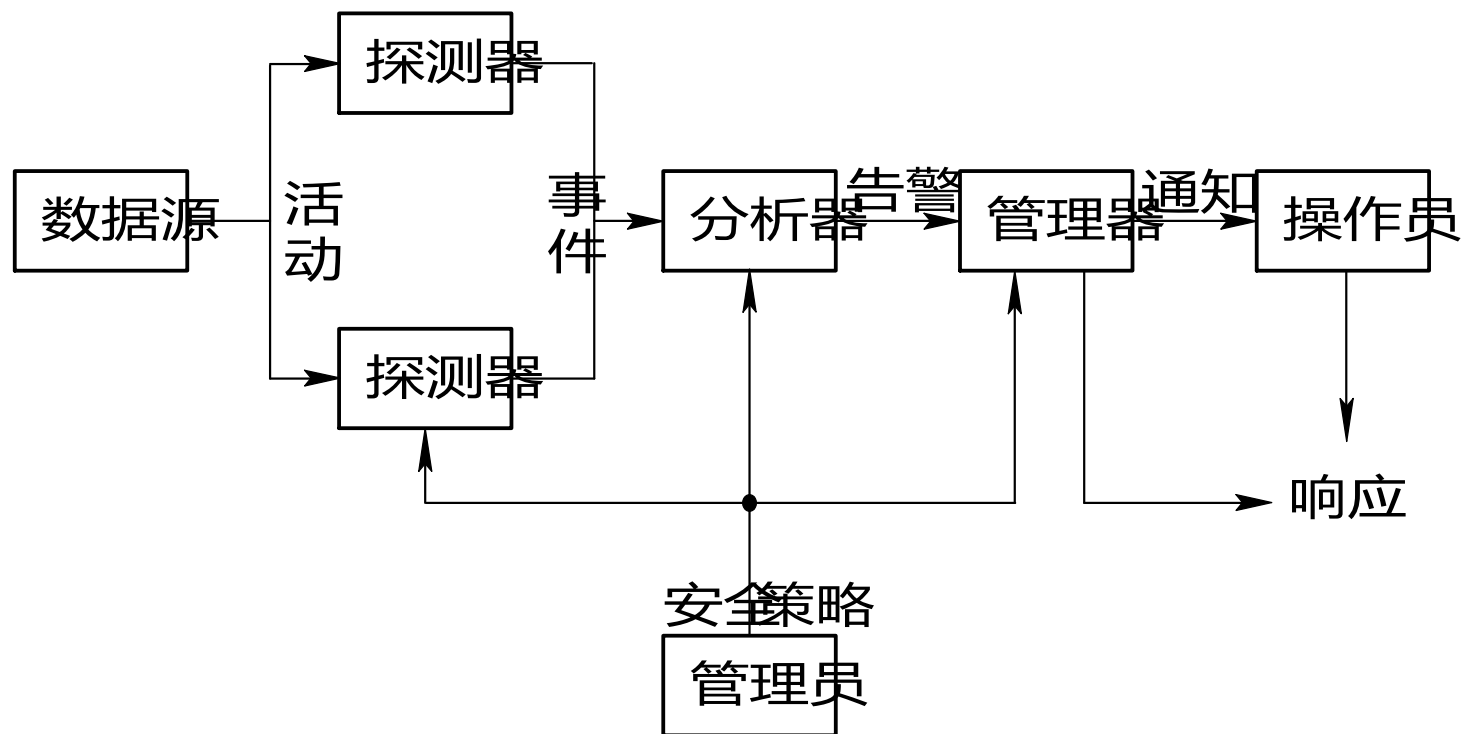 探测器
数据源
活动
事件
分析器
告警
管理器
通知
操作员
探测器
响应
安全策略
管理员